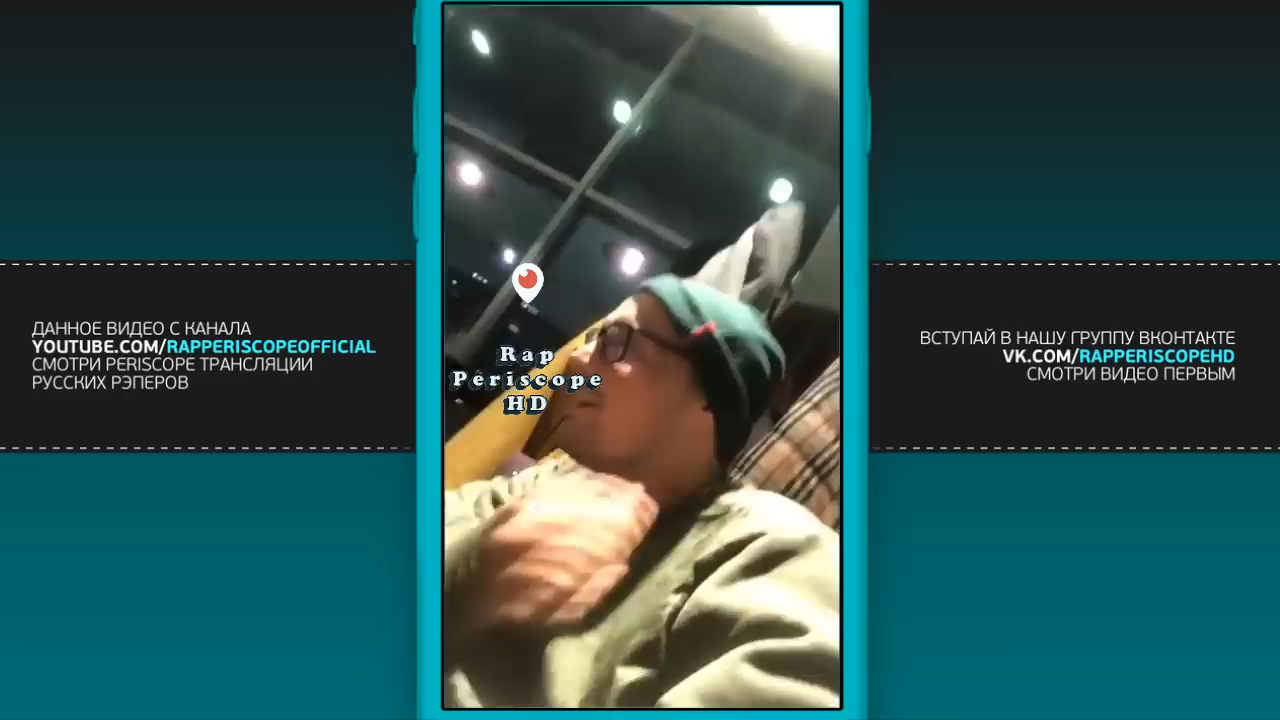 ДАННОЕ ВИДЕО С КАНАЛА
YOUTUBE.COM/RAPPERISCOPEOFFICIAL
СМОТРИ PERISCOPE ТРАНСЛЯЦИИ
РУССКИХ РЭПЕРОВ
Rap
Periscope
HD
ВСТУПАЙ В НАШУ ГРУППУ ВКОНТАКТЕ
VK.COM/RAPPERISCOPEHD
СМОТРИ ВИДЕО ПЕРВЫМ